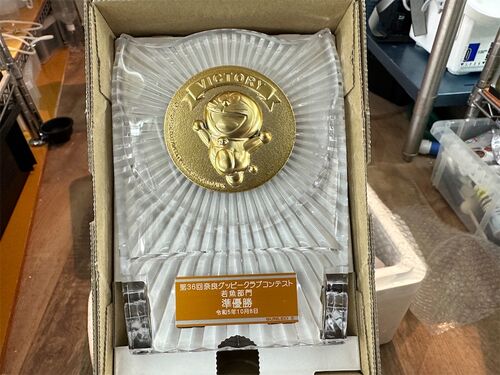 VICTORY
第36回奈良グッピークラブコンテスト
若魚部門
準優勝
令和5年10月8日